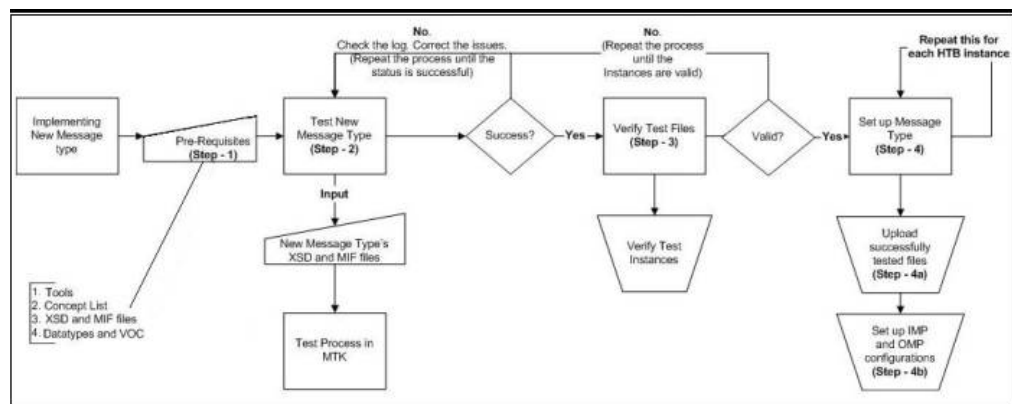 No.
Check the log. Correct the issues.
(Repeat the process until the
status is successful)
No.
(Repeat the process
until the
Instances are valid)
Repeat this for
each HTB instance
Implementing
New Message
type
Pre-Requisites
(Step - 1)
Test New
Message Type
(Step - 2)
Success?
Yes
Verify Test Files
(Step - 3)
Valid?
Yes
Set up Message
Type
(Step - 4)
Input
New Message Type's
XSD and MIF files
Verify Test
Instances
Upload
successfully
tested files
(Step - 4a)
1. Tools
2. Concept List
3. XSD and MIF files
4. Datatypes and VOC
Test Process in
MTK
Set up IMP
and OMP
configurations
(Step - 4b)